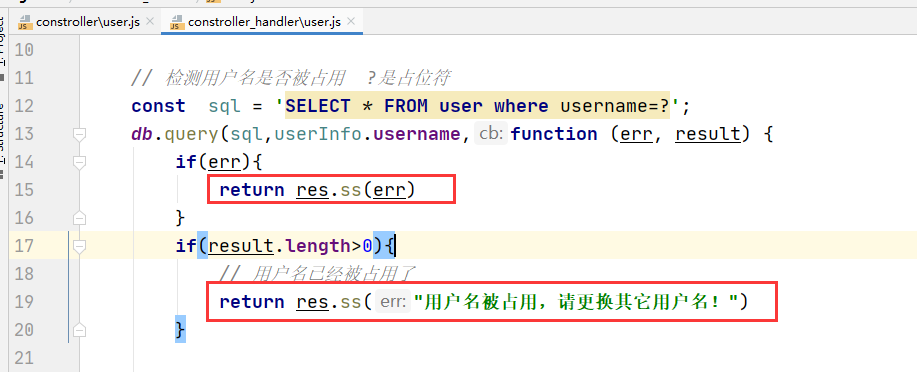 constroller\user.js × constroller_handler\user.js ×
10
11 // 检测用户名是否被占用 ?是占位符
12 const sql = 'SELECT * FROM user where username=?';
13 db.query(sql,userInfo.username, cb: function (err, result) {
14 if(err){
15 return res.ss(err)
16 }
17 if(result.length>0){
18 // 用户名已经被占用了
19 return res.ss( err: "用户名被占用，请更换其它用户名！")
20 }
21